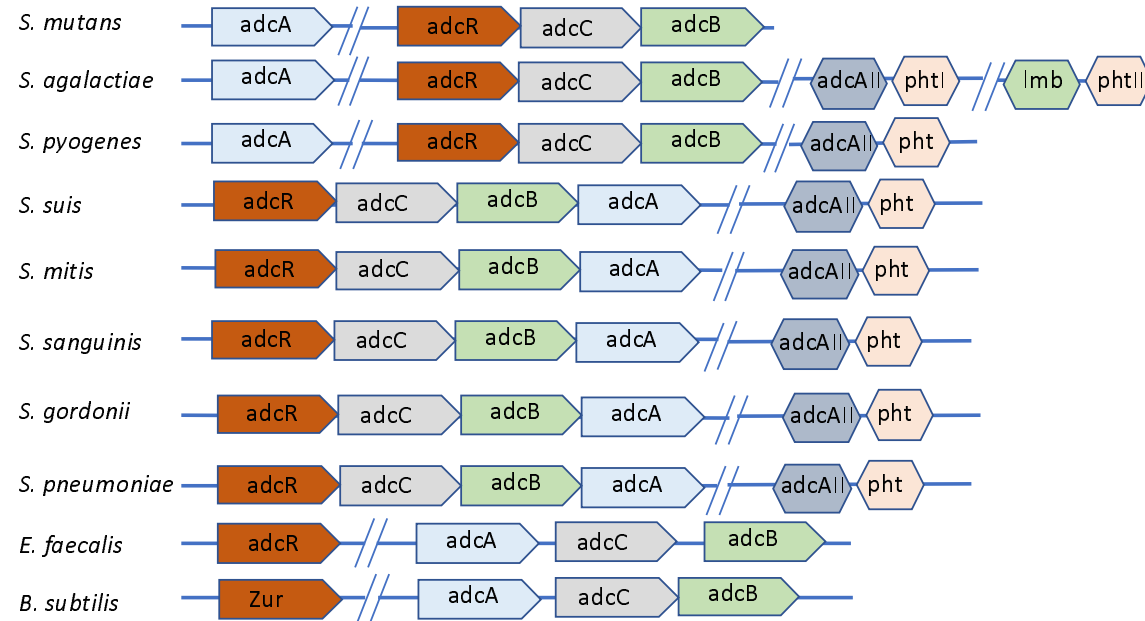 S. mutans adcA adcR adcC adcB
S. agalactiae adcA adcR adcC adcB adcAII phtI lmb phtII
S. pyogenes adcA adcR adcC adcB adcAII pht
S. suis adcR adcC adcB adcA adcAII pht
S. mitis adcR adcC adcB adcA adcAII pht
S. sanguinis adcR adcC adcB adcA adcAII pht
S. gordonii adcR adcC adcB adcA adcAII pht
S. pneumoniae adcR adcC adcB adcA adcAII pht
E. faecalis adcR adcA adcC adcB
B. subtilis Zur adcA adcC adcB